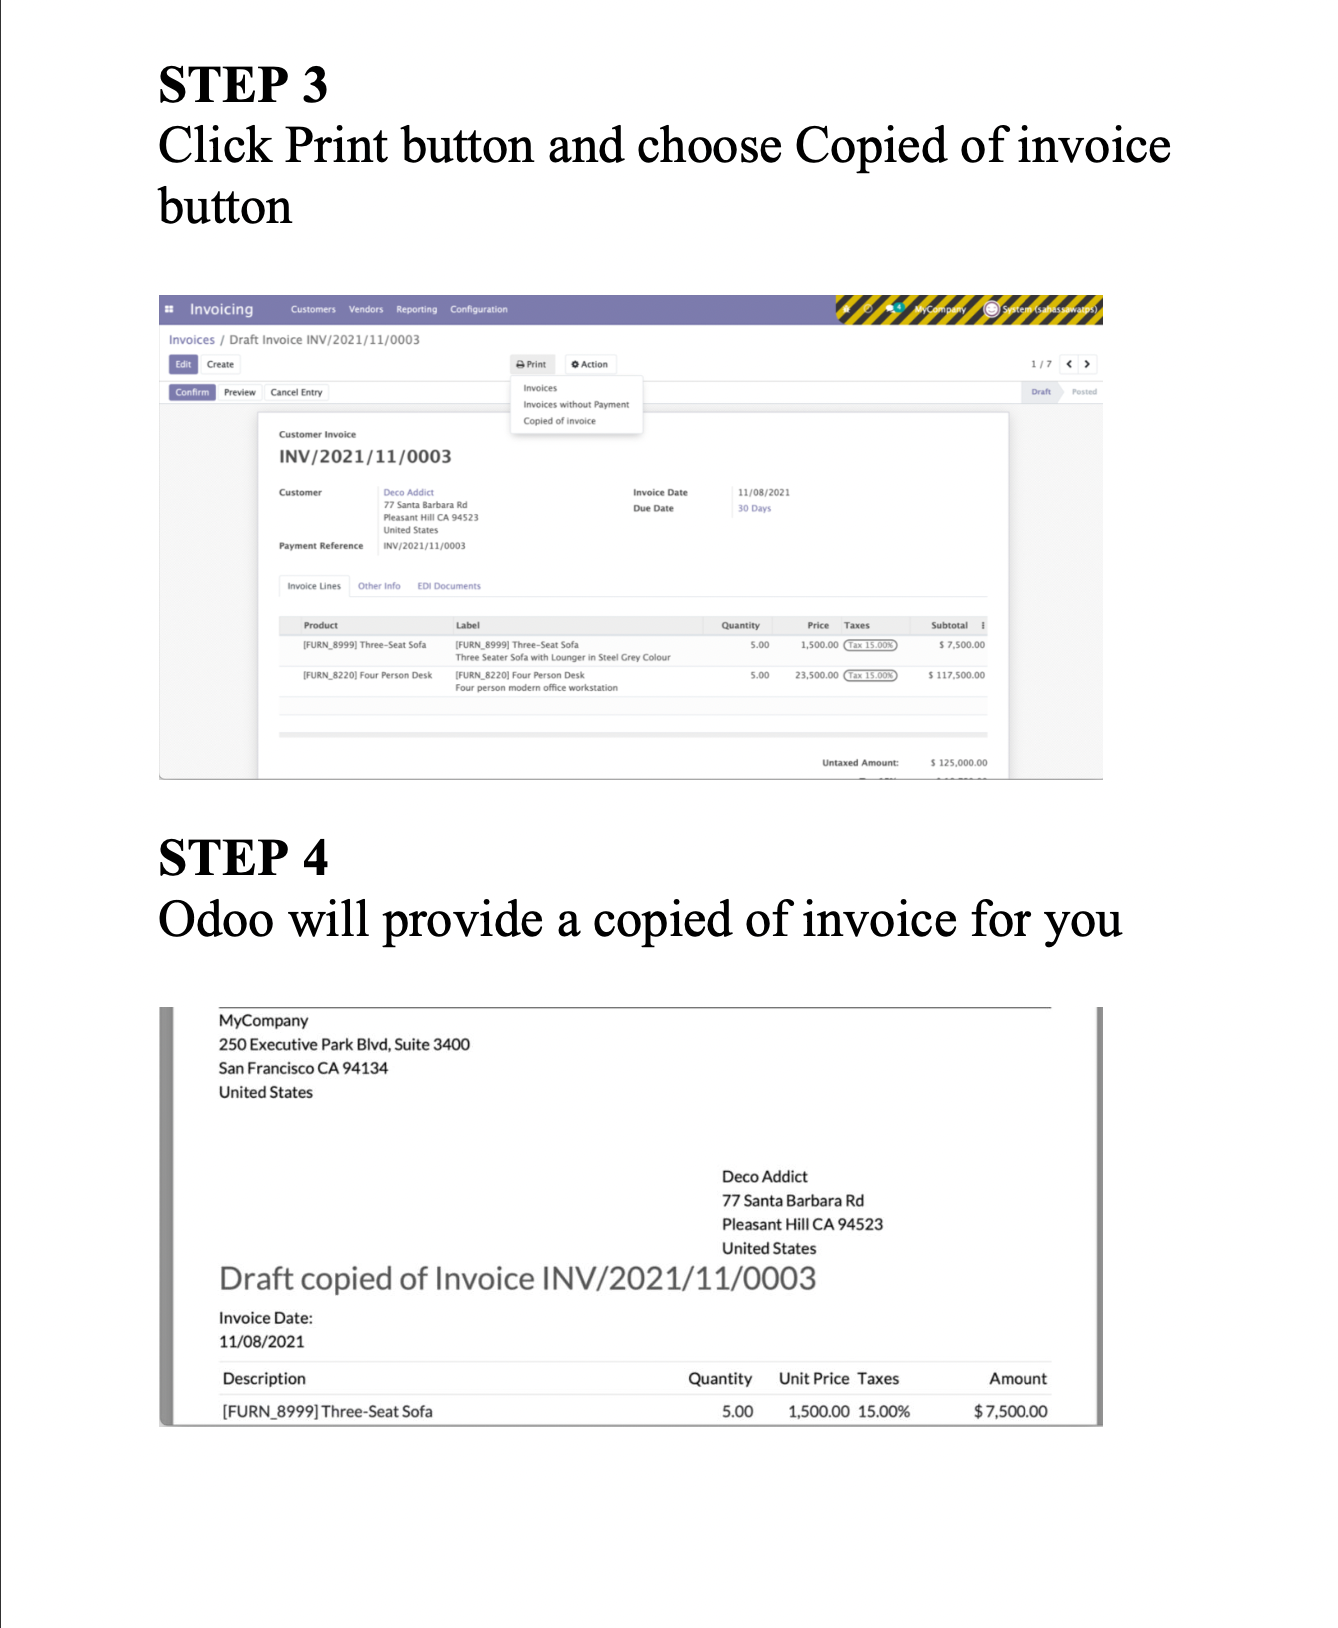 STEP 3
Click Print button and choose Copied of invoice
button
Invoicing Customers Vendors Reporting Configuration 4 MyCompany System (sahassawatps)
Invoices / Draft Invoice INV/2021/11/0003
Edit Create Print Action 1 / 7
Confirm Preview Cancel Entry Draft Posted
Invoices
Invoices without Payment
Copied of invoice
Customer Invoice
INV/2021/11/0003
Customer Deco Addict Invoice Date 11/08/2021
77 Santa Barbara Rd Due Date 30 Days
Pleasant Hill CA 94523
United States
Payment Reference INV/2021/11/0003
Invoice Lines Other Info EDI Documents
Product Label Quantity Price Taxes Subtotal
[FURN_8999] Three-Seat Sofa [FURN_8999] Three-Seat Sofa 5.00 1,500.00 Tax 15.00% $ 7,500.00
Three Seater Sofa with Lounger in Steel Grey Colour
[FURN_8220] Four Person Desk [FURN_8220] Four Person Desk 5.00 23,500.00 Tax 15.00% $ 117,500.00
Four person modern office workstation
Untaxed Amount: $ 125,000.00
STEP 4
Odoo will provide a copied of invoice for you
MyCompany
250 Executive Park Blvd, Suite 3400
San Francisco CA 94134
United States
Deco Addict
77 Santa Barbara Rd
Pleasant Hill CA 94523
United States
Draft copied of Invoice INV/2021/11/0003
Invoice Date:
11/08/2021
Description Quantity Unit Price Taxes Amount
[FURN_8999] Three-Seat Sofa 5.00 1,500.00 15.00% $ 7,500.00